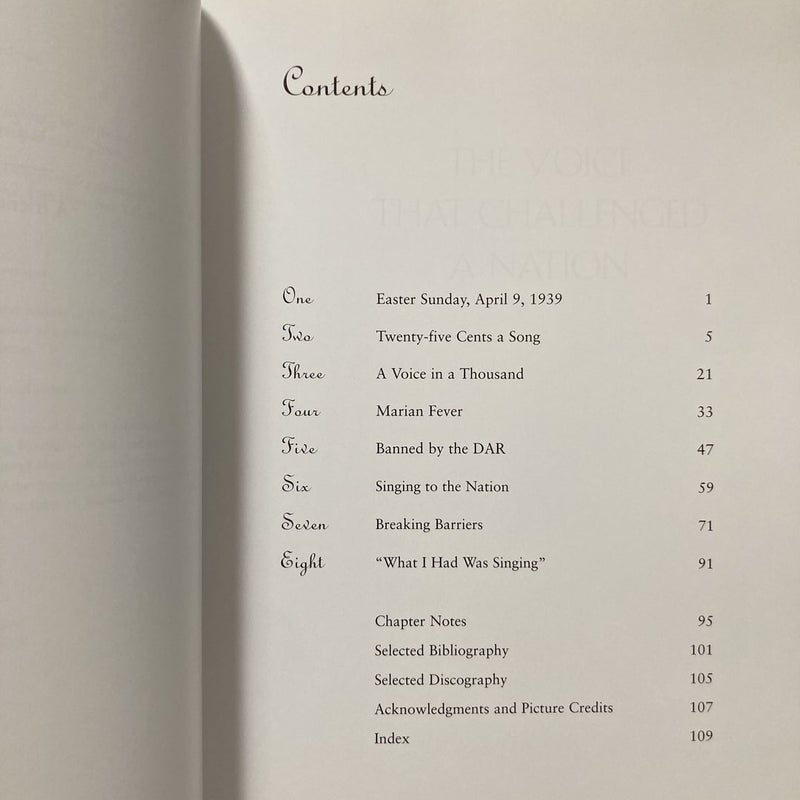 Contents
THE VOICE
THAT CHALLENGED
A NATION
One Easter Sunday, April 9, 1939 1
Two Twenty-five Cents a Song 5
Three A Voice in a Thousand 21
Four Marian Fever 33
Five Banned by the DAR 47
Six Singing to the Nation 59
Seven Breaking Barriers 71
Eight “What I Had Was Singing” 91
Chapter Notes 95
Selected Bibliography 101
Selected Discography 105
Acknowledgments and Picture Credits 107
Index 109